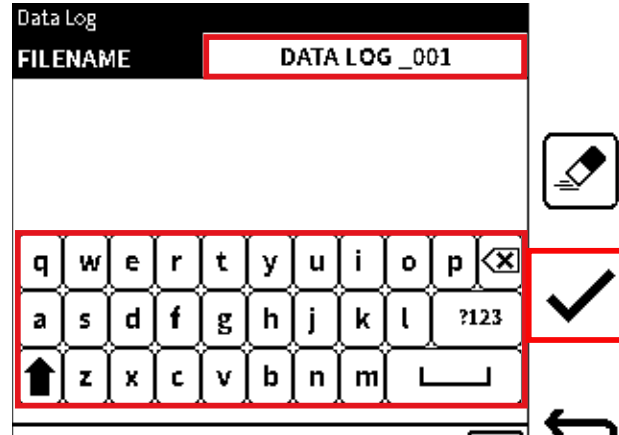 Data Log
FILENAME DATA LOG _001
q w e r t y u i o p
a s d f g h j k l ?123
z x c v b n m